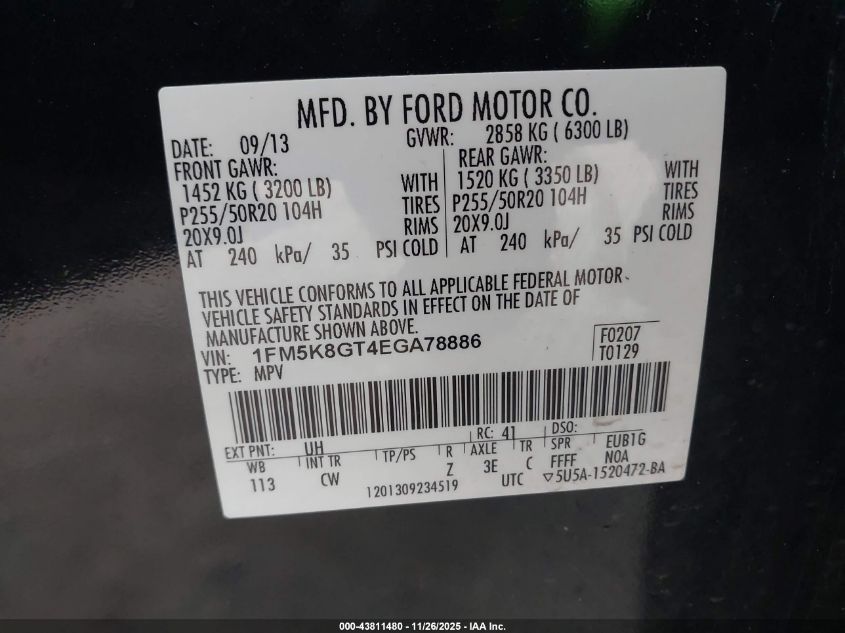 MFD. BY FORD MOTOR CO.
DATE: 09/13 GVWR: 2858 KG ( 6300 LB)
FRONT GAWR: REAR GAWR:
1452 KG ( 3200 LB) WITH 1520 KG ( 3350 LB) WITH
P255/50R20 104H TIRES P255/50R20 104H TIRES
20X9.0J RIMS 20X9.0J RIMS
AT 240 kPa/ 35 PSI COLD AT 240 kPa/ 35 PSI COLD
THIS VEHICLE CONFORMS TO ALL APPLICABLE FEDERAL MOTOR
VEHICLE SAFETY STANDARDS IN EFFECT ON THE DATE OF
MANUFACTURE SHOWN ABOVE.
VIN: 1FM5K8GT4EGA78886 F0207
TYPE: MPV T0129
EXT PNT: UH RC: 41 DSO:
WB INT TR TP/PS R AXLE TR SPR EUB1G
113 CW Z 3E C FFFF N0A
1201309234519 UTC ▽5U5A-1520472-BA
000-43811480 - 11/26/2025 - IAA Inc.